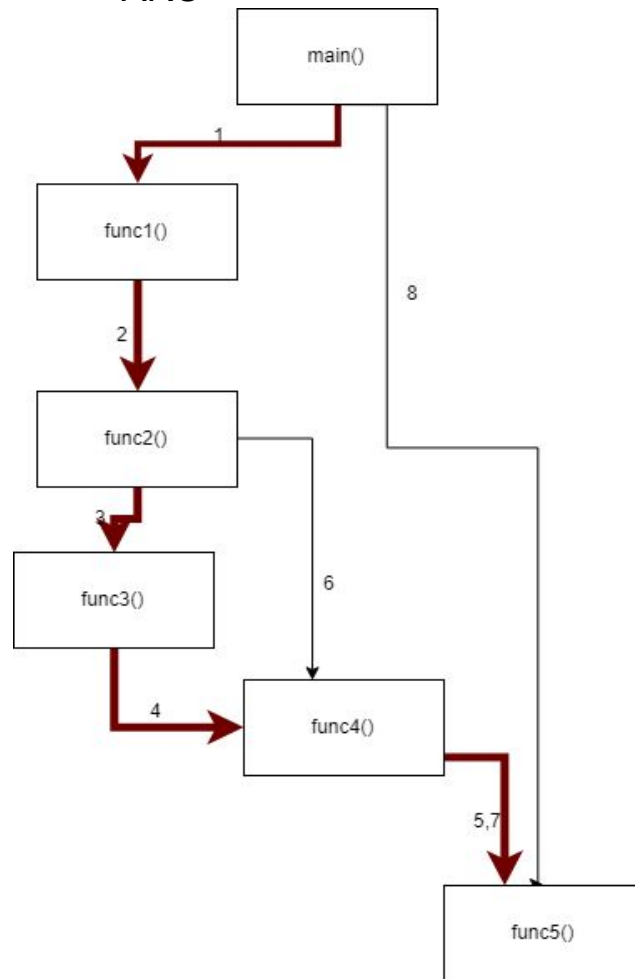 main()
1
func1()
8
2
func2()
3
6
func3()
4
func4()
5,7
func5()